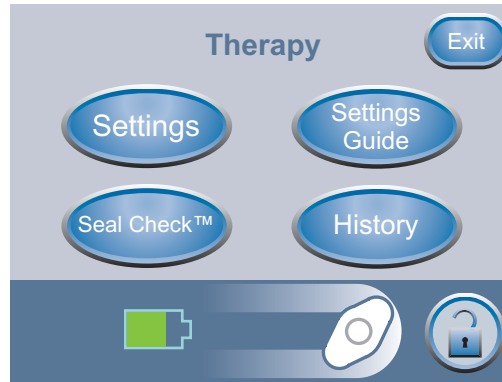 Therapy
Exit
Settings
Settings
Guide
Seal Check™
History